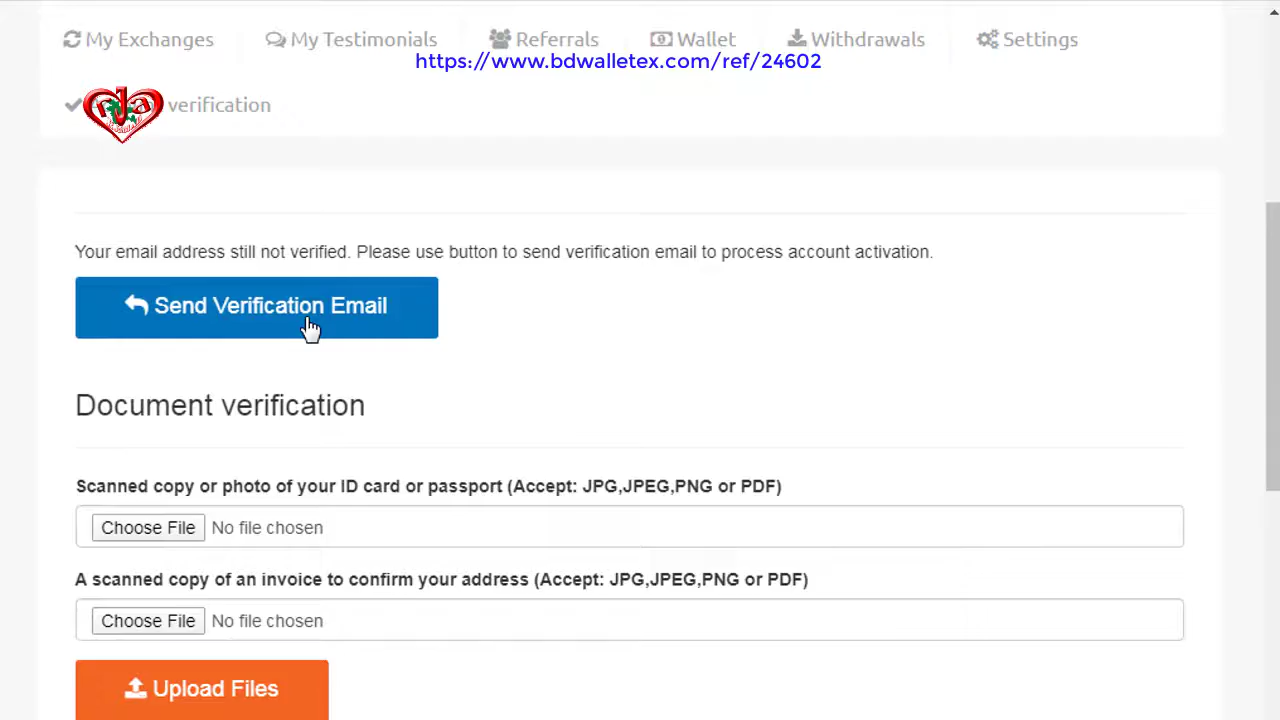 My Exchanges My Testimonials Referrals Wallet Withdrawals Settings
https://www.bdwalletex.com/ref/24602
verification
Your email address still not verified. Please use button to send verification email to process account activation.
Send Verification Email
Document verification
Scanned copy or photo of your ID card or passport (Accept: JPG,JPEG,PNG or PDF)
Choose File No file chosen
A scanned copy of an invoice to confirm your address (Accept: JPG,JPEG,PNG or PDF)
Choose File No file chosen
Upload Files